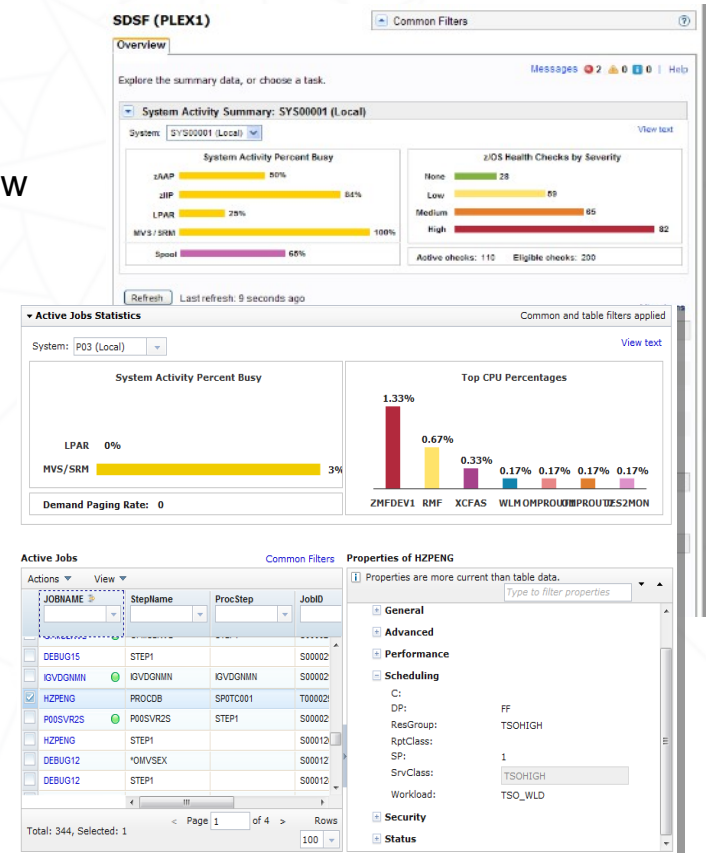 SDSF (PLEX1)
Common Filters
Overview
Messages 2 0 0 | Help
Explore the summary data, or choose a task.
System Activity Summary: SYS00001 (Local)
System: SYS00001 (Local)
View text
System Activity Percent Busy
zAAP 50%
zIIP 84%
LPAR 25%
MVS / SRM 100%
Spool 65%
z/OS Health Checks by Severity
None 28
Low 59
Medium 65
High 82
Active checks: 110 Eligible checks: 200
w
Refresh Last refresh: 9 seconds ago
Active Jobs Statistics
Common and table filters applied
System: P03 (Local)
View text
System Activity Percent Busy
LPAR 0%
MVS/SRM 3%
Demand Paging Rate: 0
Top CPU Percentages
1.33%
0.67%
0.33%
0.17% 0.17% 0.17% 0.17%
ZMFDEV1 RMF XCFAS WLM
Active Jobs
Common Filters
Actions View
JOBNAME StepName ProcStep JobID
DEBUG15 STEP1 S00002
IGVDGNMN IGVDGNMN IGVDGNMN S00002
HZPENG PROCDB SP0TC001 T00002
P00SVR2S P00SVR2S STEP1 S00002
HZPENG STEP1 S00012
DEBUG12 *OMVSEX S00012
DEBUG12 STEP1 S00012
Total: 344, Selected: 1
< Page 1 of 4 >
Rows
100
Properties of HZPENG
Properties are more current than table data.
Type to filter properties
General
Advanced
Performance
Scheduling
C:
DP: FF
ResGroup: TSOHIGH
RptClass:
SP: 1
SrvClass: TSOHIGH
Workload: TSO_WLD
Security
Status